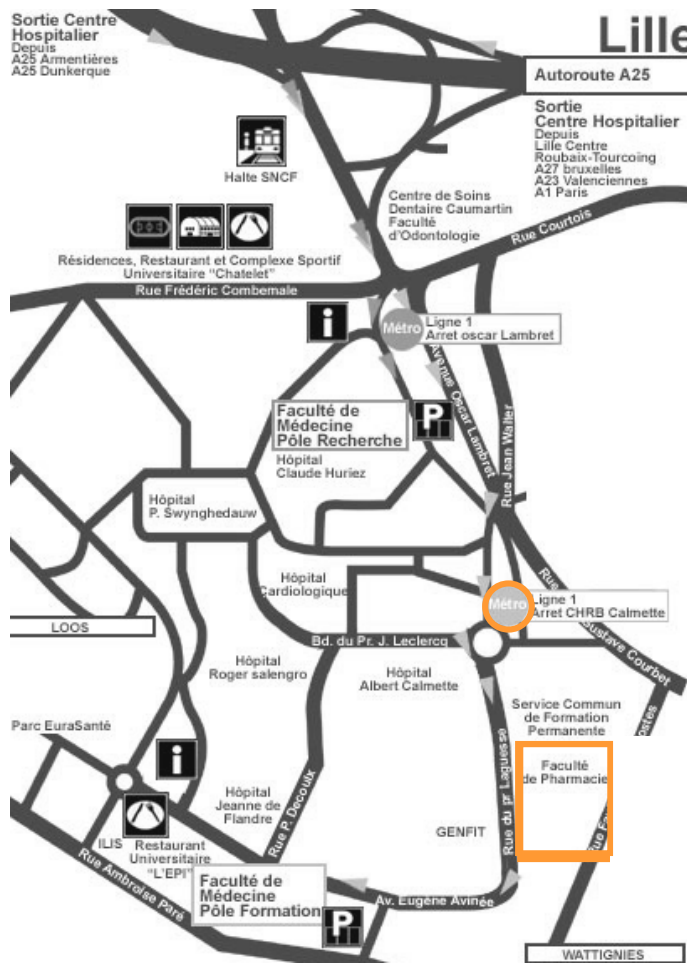 Sortie Centre
Hospitalier
Depuis
A25 Armentières
A25 Dunkerque
Lille
Autoroute A25
Sortie
Centre Hospitalier
Depuis
Lille Centre
Roubaix-Tourcoing
A27 bruxelles
A23 Valenciennes
A1 Paris
Halte SNCF
Centre de Soins
Dentaire Caumartin
Faculté
d'Odontologie
Rue Courtois
Résidences, Restaurant et Complexe Sportif
Universitaire "Chatelet"
Rue Frédéric Combemale
i
Métro
Ligne 1
Arret oscar Lambret
Avenue Oscar Lambret
Rue Jean Walter
Faculté de
Médecine
Pôle Recherche
P
Hôpital
Claude Huriez
Hôpital
P. Swynghedauw
Hôpital
Cardiologique
Métro
Ligne 1
Arret CHRB Calmette
Rue Gustave Courbet
LOOS
Bd. du Pr. J. Leclercq
Hôpital
Roger salengro
Hôpital
Albert Calmette
Service Commun
de Formation
Permanente
Parc EuraSanté
i
Rue du pr Laguesse
Faculté
de Pharmacie
Hôpital
Jeanne de
Flandre
Rue P. Decoulx
GENFIT
ILIS
Restaurant
Universitaire
"L'EPI"
Rue Ambroise Paré
Faculté de
Médecine
Pôle Formation
P
Av. Eugène Avinée
WATTIGNIES